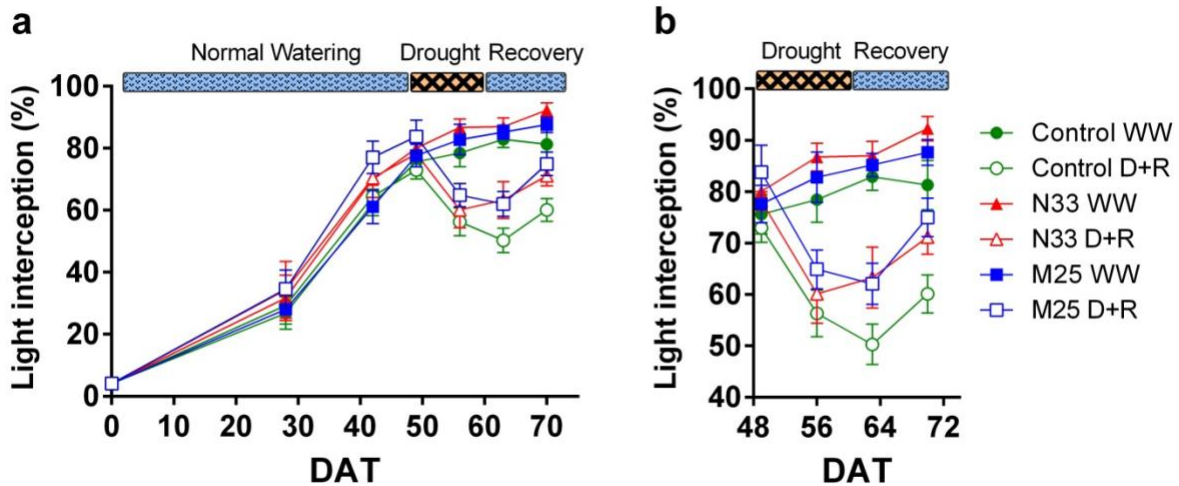 a
Normal Watering Drought Recovery
Light interception (%)
100
80
60
40
20
0
0 10 20 30 40 50 60 70
DAT
b
Drought Recovery
Light interception (%)
100
90
80
70
60
50
40
48 56 64 72
DAT
Control WW
Control D+R
N33 WW
N33 D+R
M25 WW
M25 D+R